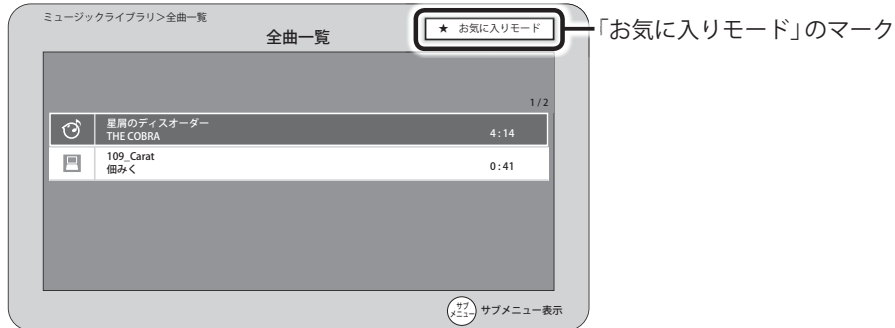 ミュージックライブラリ>全曲一覧
全曲一覧
★ お気に入りモード
「お気に入りモード」のマーク
1/2
星屑のディスオーダー
THE COBRA
4:14
109_Carat
佃みく
0:41
サブ
メニュー
サブメニュー表示